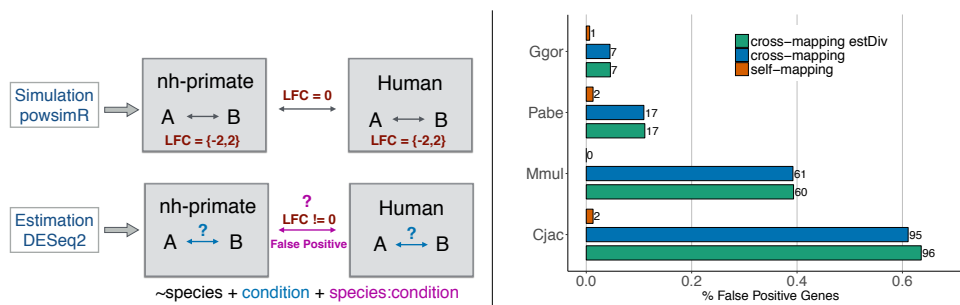 Simulation
powsimR
nh-primate
A B
LFC = {-2,2}
LFC = 0
Human
A B
LFC = {-2,2}
Estimation
DESeq2
nh-primate
?
A B
?
LFC != 0
False Positive
Human
?
A B
~species + condition + species:condition
cross-mapping estDiv
cross-mapping
self-mapping
Ggor
1
7
7
Pabe
2
17
17
Mmul
0
61
60
Cjac
2
95
96
0.0 0.2 0.4 0.6
% False Positive Genes